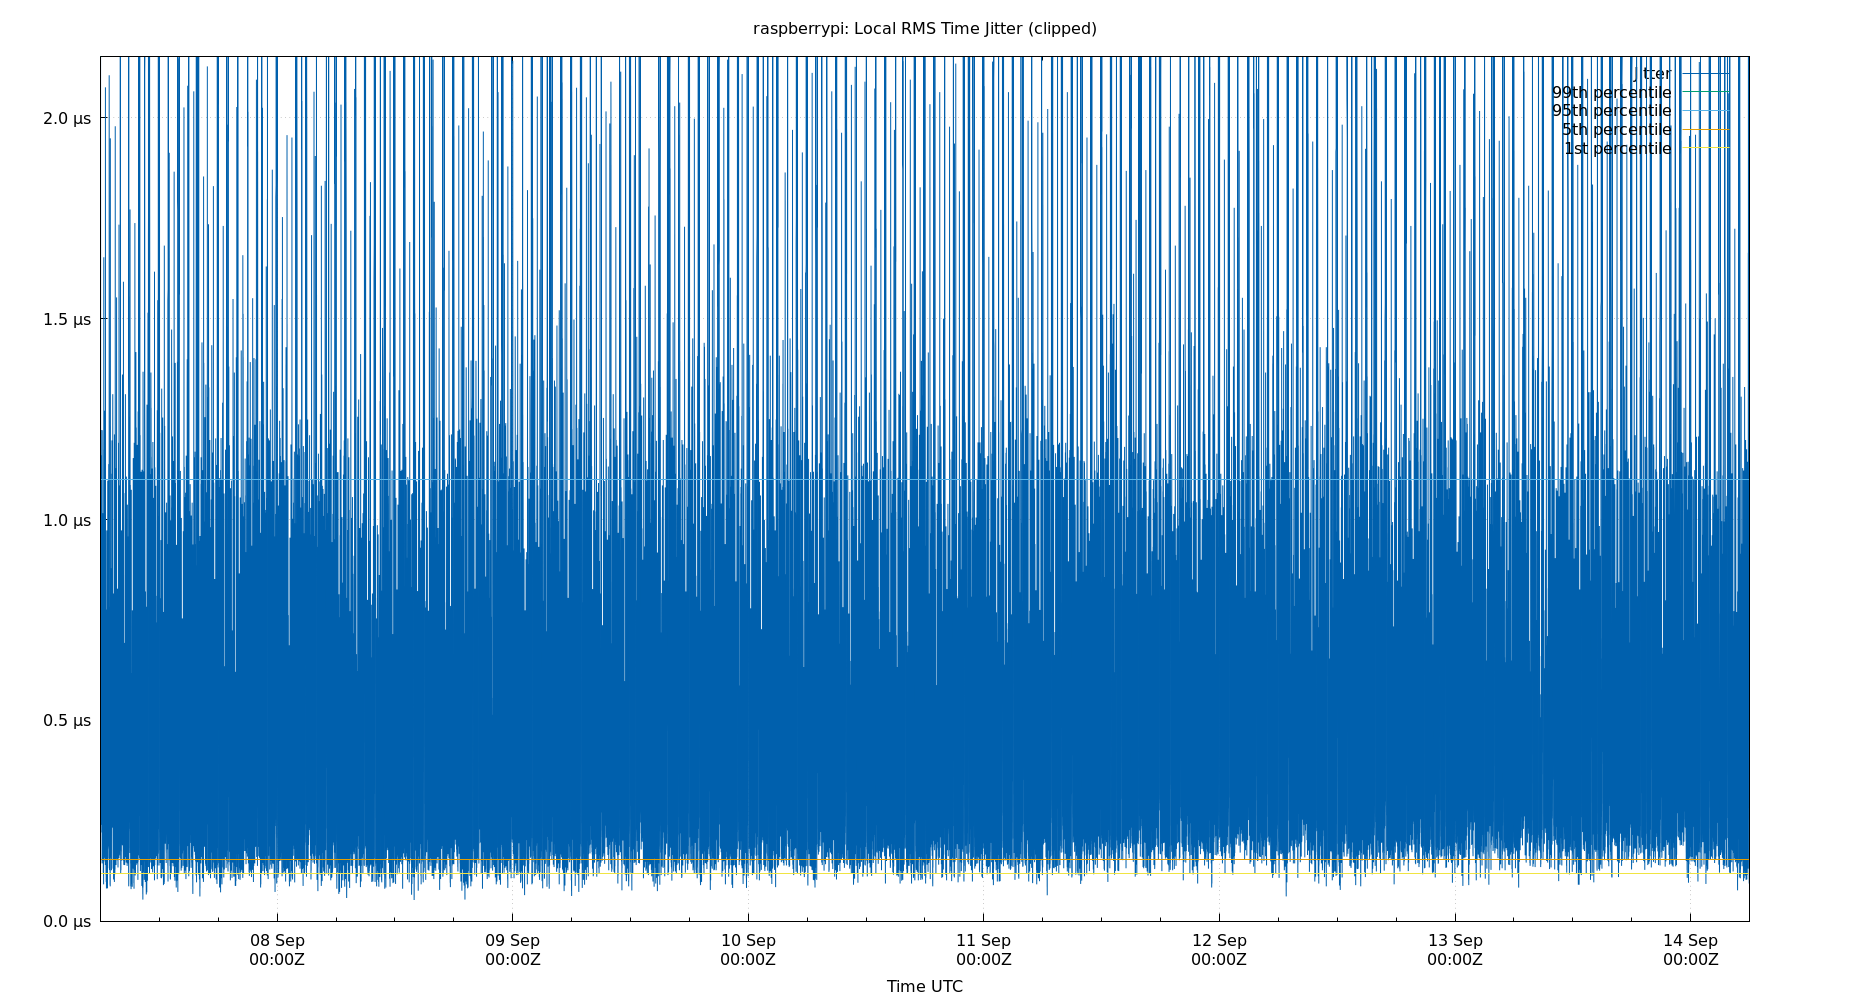 raspberrypi: Local RMS Time Jitter (clipped)
jitter
99th percentile
95th percentile
5th percentile
1st percentile
2.0 µs
1.5 µs
1.0 µs
0.5 µs
0.0 µs
08 Sep
00:00Z
09 Sep
00:00Z
10 Sep
00:00Z
11 Sep
00:00Z
12 Sep
00:00Z
13 Sep
00:00Z
14 Sep
00:00Z
Time UTC